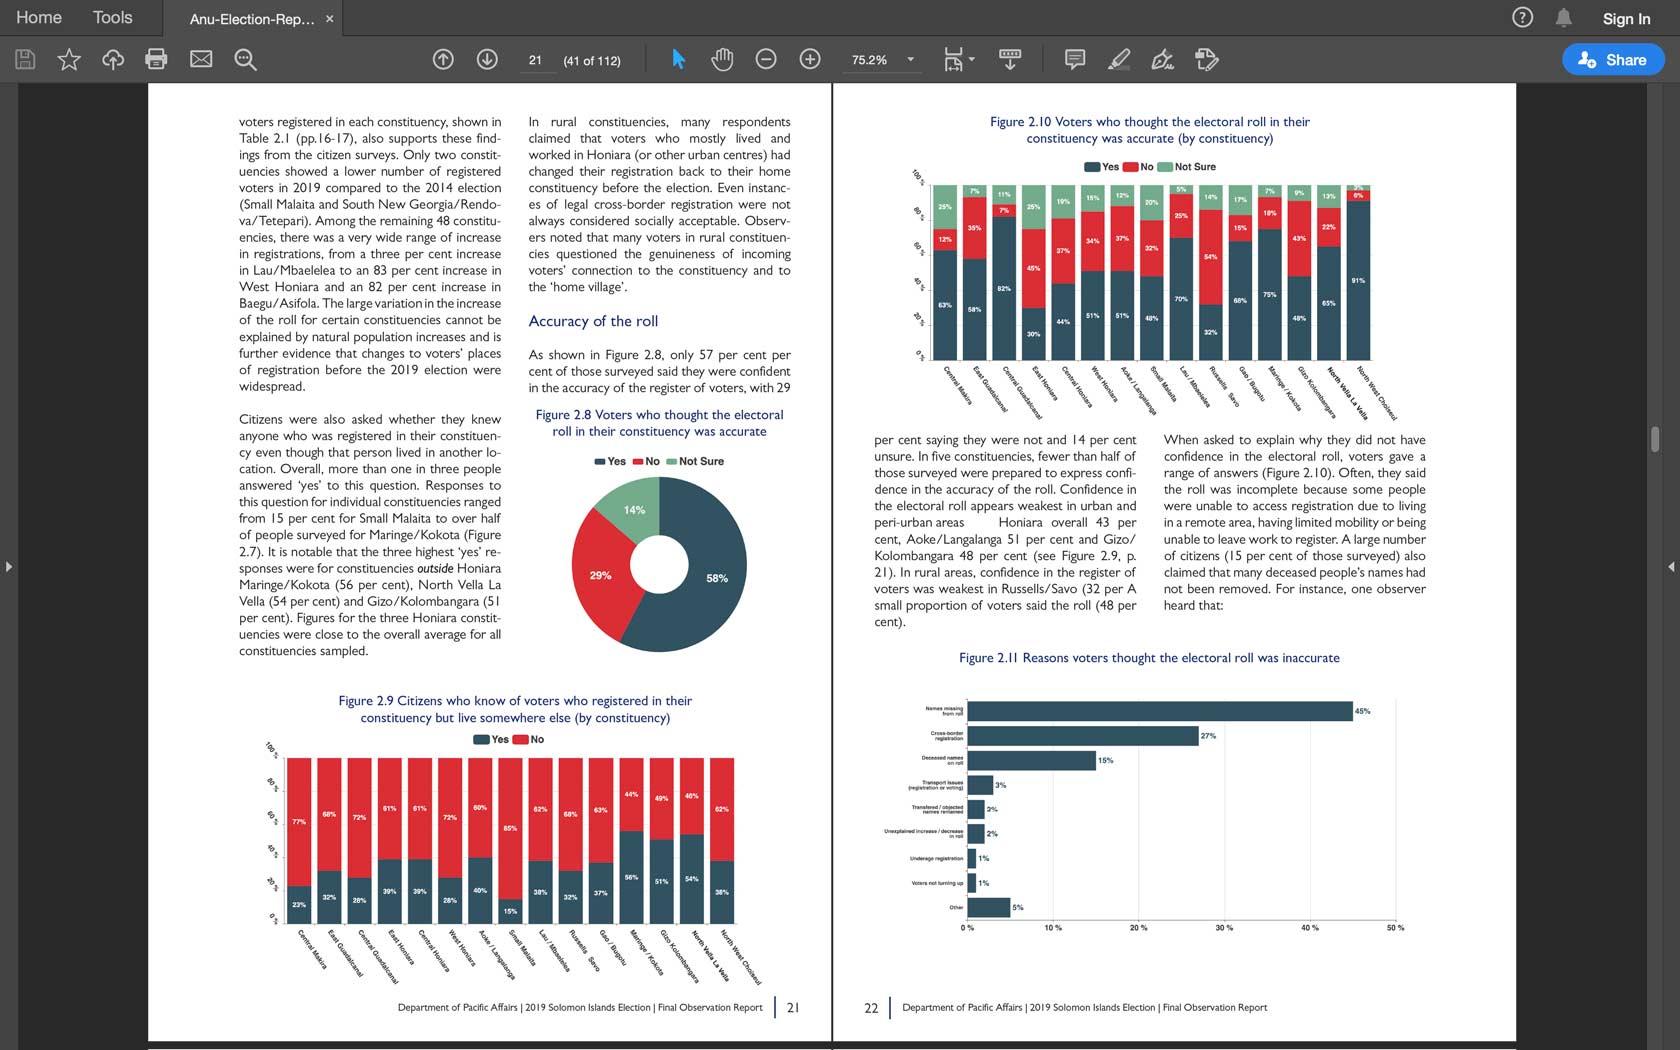 Home
Tools
Anu-Election-Rep... ×
Sign In
21
(41 of 112)
75.2%
Share
voters registered in each constituency, shown in
Table 2.1 (pp.16-17), also supports these find-
ings from the citizen surveys. Only two constit-
uencies showed a lower number of registered
voters in 2019 compared to the 2014 election
(Small Malaita and South New Georgia/Rendo-
va/Tetepari). Among the remaining 48 constitu-
encies, there was a very wide range of increase
in registrations, from a three per cent increase
in Lau/Mbaelelea to an 83 per cent increase in
West Honiara and an 82 per cent increase in
Baegu/Asifola. The large variation in the increase
of the roll for certain constituencies cannot be
explained by natural population increases and is
further evidence that changes to voters' places
of registration before the 2019 election were
widespread.
Citizens were also asked whether they knew
anyone who was registered in their constituen-
cy even though that person lived in another lo-
cation. Overall, more than one in three people
answered 'yes' to this question. Responses to
this question for individual constituencies ranged
from 15 per cent for Small Malaita to over half
of people surveyed for Maringe/Kokota (Figure
2.7). It is notable that the three highest 'yes' re-
sponses were for constituencies outside Honiara
Maringe/Kokota (56 per cent), North Vella La
Vella (54 per cent) and Gizo/Kolombangara (51
per cent). Figures for the three Honiara constit-
uencies were close to the overall average for all
constituencies sampled.
In rural constituencies, many respondents
claimed that voters who mostly lived and
worked in Honiara (or other urban centres) had
changed their registration back to their home
constituency before the election. Even instanc-
es of legal cross-border registration were not
always considered socially acceptable. Observ-
ers noted that many voters in rural constituen-
cies questioned the genuineness of incoming
voters' connection to the constituency and to
the 'home village'.
Accuracy of the roll
As shown in Figure 2.8, only 57 per cent per
cent of those surveyed said they were confident
in the accuracy of the register of voters, with 29
Figure 2.8 Voters who thought the electoral
roll in their constituency was accurate
Yes No Not Sure
14%
29%
58%
Figure 2.9 Citizens who know of voters who registered in their
constituency but live somewhere else (by constituency)
Yes No
100 %
80 %
60 %
40 %
20 %
0 %
77% 68% 72% 61% 61% 72% 60% 85% 62% 68% 63% 44% 49% 46% 62%
23% 32% 28% 39% 39% 28% 40% 15% 38% 32% 37% 56% 51% 54% 38%
Central Makira
East Guadalcanal
Central Guadalcanal
East Honiara
Central Honiara
West Honiara
Aoke / Langalanga
Small Malaita
Lau / Mbaelelea
Russells Savo
Gao / Bugotu
Maringe / Kokota
Gizo Kolombangara
North Vella La Vella
North West Choiseul
Department of Pacific Affairs | 2019 Solomon Islands Election | Final Observation Report
21
Figure 2.10 Voters who thought the electoral roll in their
constituency was accurate (by constituency)
Yes No Not Sure
100 %
80 %
60 %
40 %
20 %
0 %
25% 7% 11% 25% 19% 15% 12% 20% 5% 14% 17% 7% 9% 13% 3%
12% 35% 7% 45% 37% 34% 37% 32% 25% 54% 15% 18% 43% 22% 6%
63% 58% 82% 30% 44% 51% 51% 48% 70% 32% 68% 75% 48% 65% 91%
Central Makira
East Guadalcanal
Central Guadalcanal
East Honiara
Central Honiara
West Honiara
Aoke / Langalanga
Small Malaita
Lau / Mbaelelea
Russells Savo
Gao / Bugotu
Maringe / Kokota
Gizo Kolombangara
North Vella La Vella
North West Choiseul
per cent saying they were not and 14 per cent
unsure. In five constituencies, fewer than half of
those surveyed were prepared to express confi-
dence in the accuracy of the roll. Confidence in
the electoral roll appears weakest in urban and
peri-urban areas Honiara overall 43 per
cent, Aoke/Langalanga 51 per cent and Gizo/
Kolombangara 48 per cent (see Figure 2.9, p.
21). In rural areas, confidence in the register of
voters was weakest in Russells/Savo (32 per A
small proportion of voters said the roll (48 per
cent).
When asked to explain why they did not have
confidence in the electoral roll, voters gave a
range of answers (Figure 2.10). Often, they said
the roll was incomplete because some people
were unable to access registration due to living
in a remote area, having limited mobility or being
unable to leave work to register. A large number
of citizens (15 per cent of those surveyed) also
claimed that many deceased people's names had
not been removed. For instance, one observer
heard that:
Figure 2.11 Reasons voters thought the electoral roll was inaccurate
Names missing
from roll
45%
Cross-border
registration
27%
Deceased names
on roll
15%
Transport issues
(registration or voting)
3%
Transfered / objected
names remained
2%
Unexplained increase / decrease
in roll
2%
Underage registration
1%
Voters not turning up
1%
Other
5%
0 % 10 % 20 % 30 % 40 % 50 %
22
Department of Pacific Affairs | 2019 Solomon Islands Election | Final Observation Report